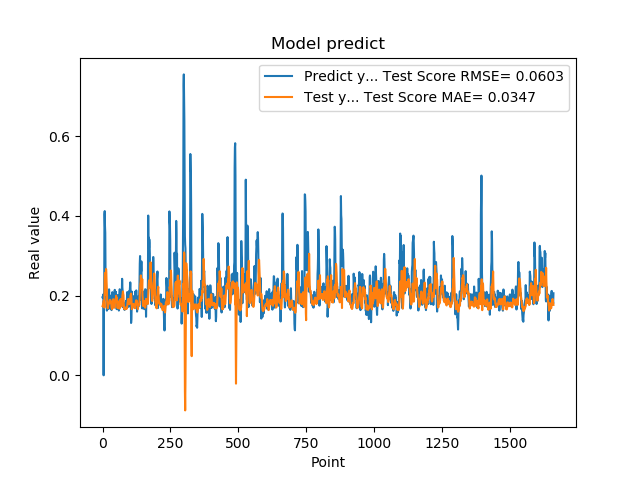 Model predict
Predict y... Test Score RMSE= 0.0603
Test y... Test Score MAE= 0.0347
Real value
0.6
0.4
0.2
0.0
0
250
500
750
1000
1250
1500
Point